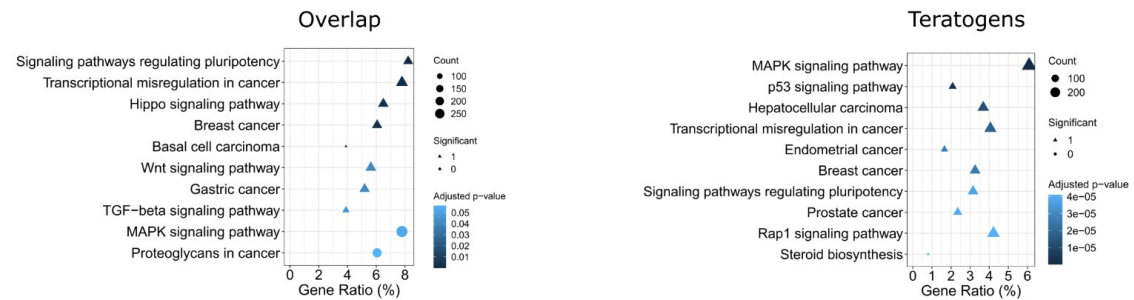 Overlap
Signaling pathways regulating pluripotency
Transcriptional misregulation in cancer
Hippo signaling pathway
Breast cancer
Basal cell carcinoma
Wnt signaling pathway
Gastric cancer
TGF−beta signaling pathway
MAPK signaling pathway
Proteoglycans in cancer
0 2 4 6 8
Gene Ratio (%)
Count
100
150
200
250
Significant
1
0
Adjusted p−value
0.05
0.04
0.03
0.02
0.01
Teratogens
MAPK signaling pathway
p53 signaling pathway
Hepatocellular carcinoma
Transcriptional misregulation in cancer
Endometrial cancer
Breast cancer
Signaling pathways regulating pluripotency
Prostate cancer
Rap1 signaling pathway
Steroid biosynthesis
0 1 2 3 4 5 6
Gene Ratio (%)
Count
100
200
Significant
1
0
Adjusted p−value
4e−05
3e−05
2e−05
1e−05